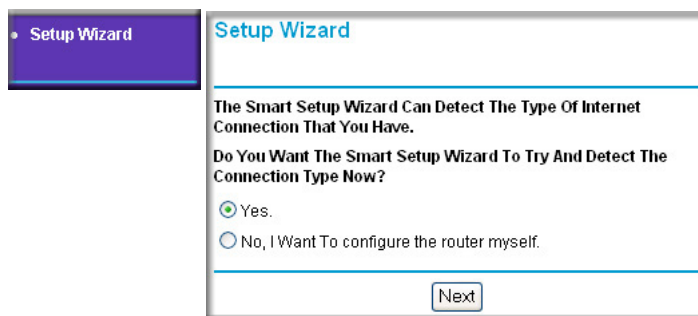 Setup Wizard
Setup Wizard
The Smart Setup Wizard Can Detect The Type Of Internet
Connection That You Have.
Do You Want The Smart Setup Wizard To Try And Detect The
Connection Type Now?
Yes.
No, I Want To configure the router myself.
Next